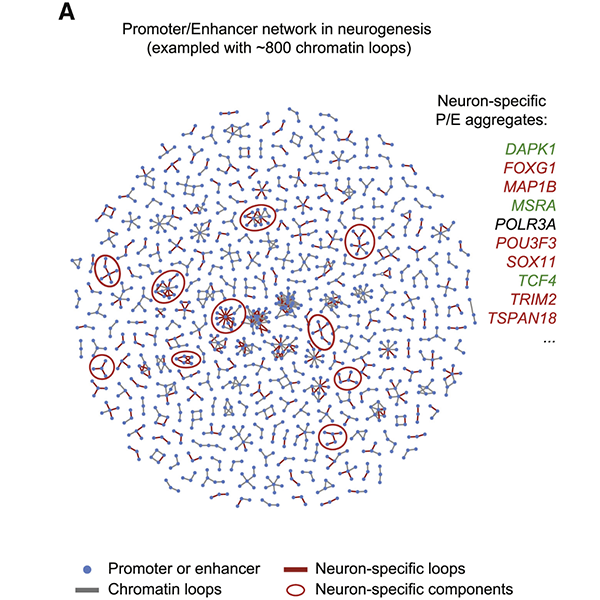 A
Promoter/Enhancer network in neurogenesis
(exampled with ~800 chromatin loops)
Neuron-specific
P/E aggregates:
DAPK1
FOXG1
MAP1B
MSRA
POLR3A
POU3F3
SOX11
TCF4
TRIM2
TSPAN18
...
Promoter or enhancer
Neuron-specific loops
Chromatin loops
Neuron-specific components